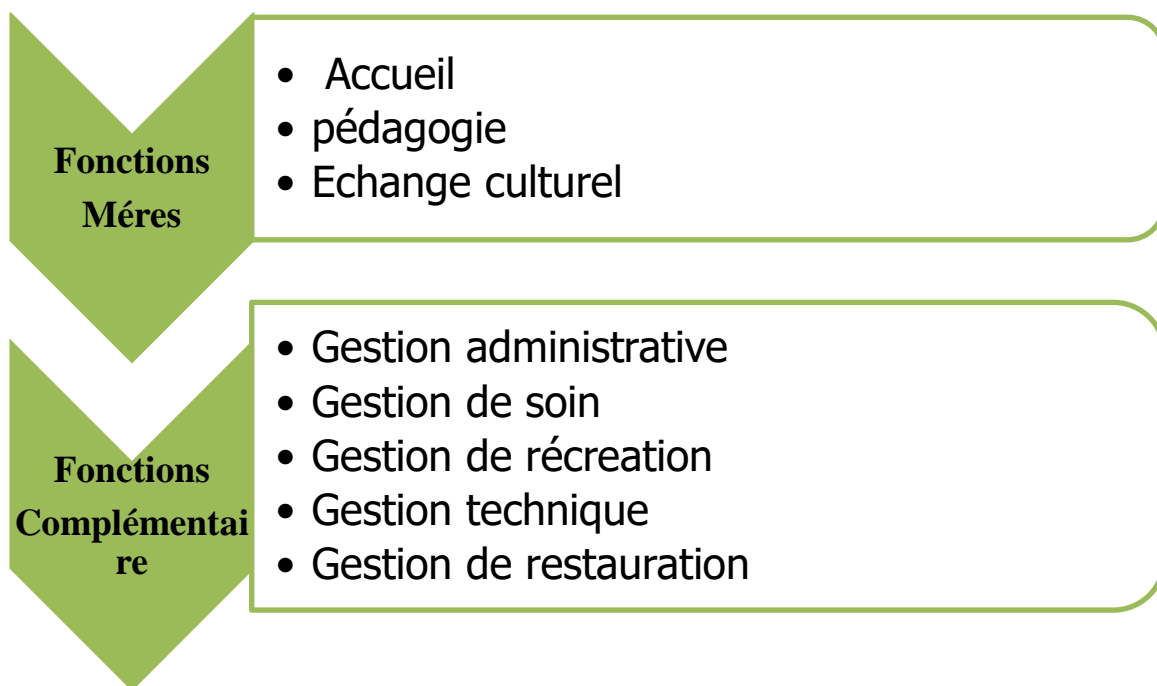 Fonctions
Méres
• Accueil
• pédagogie
• Echange culturel
Fonctions
Complémentai
re
• Gestion administrative
• Gestion de soin
• Gestion de récreation
• Gestion technique
• Gestion de restauration